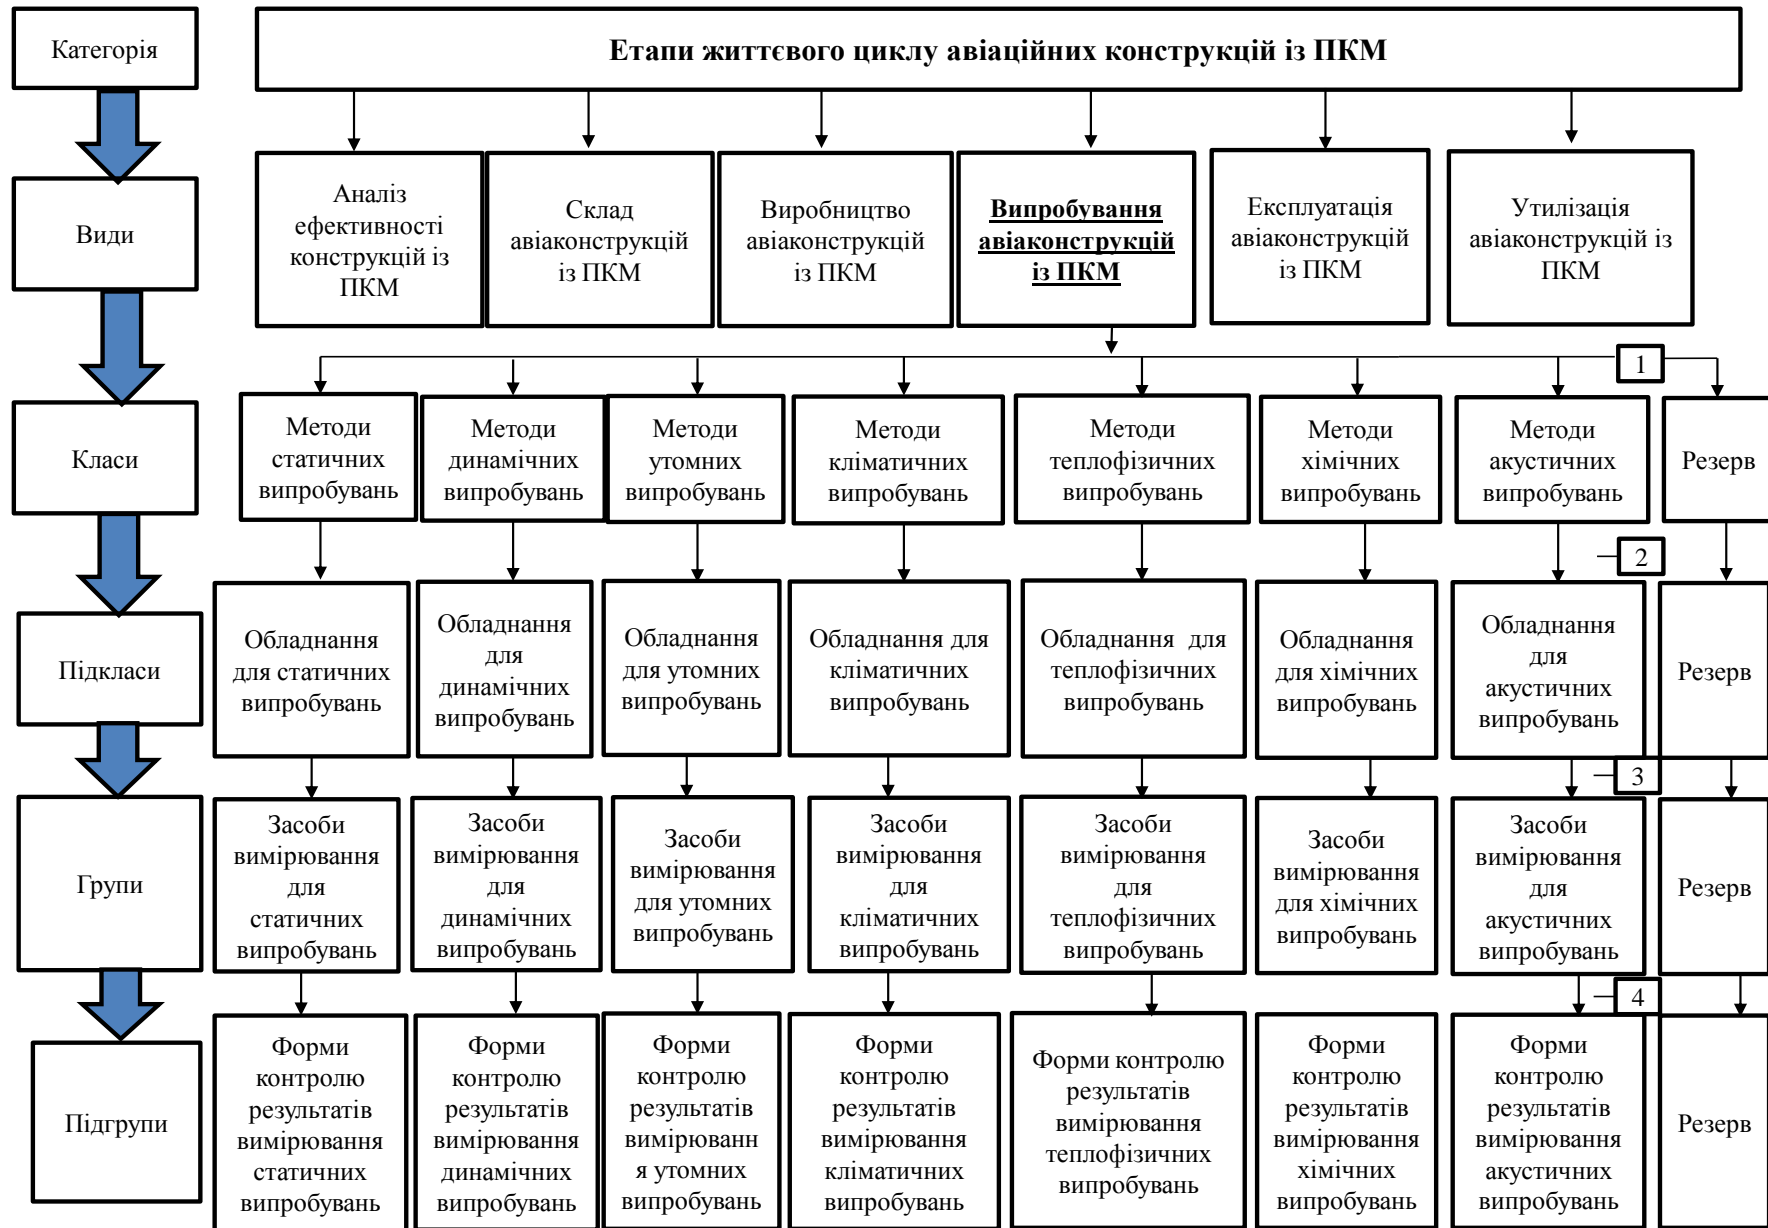 Категорія
Етапи життєвого циклу авіаційних конструкцій із ПКМ
Види
Аналіз
ефективності
конструкцій із
ПКМ
Склад
авіаконструкцій
із ПКМ
Виробництво
авіаконструкцій
із ПКМ
Випробування
авіаконструкцій
із ПКМ
Експлуатація
авіаконструкцій
із ПКМ
Утилізація
авіаконструкцій із
ПКМ
1
Класи
Методи
статичних
випробувань
Методи
динамічних
випробувань
Методи
утомних
випробувань
Методи
кліматичних
випробувань
Методи
теплофізичних
випробувань
Методи
хімічних
випробувань
Методи
акустичних
випробувань
Резерв
2
Підкласи
Обладнання
для статичних
випробувань
Обладнання
для
динамічних
випробувань
Обладнання
для утомних
випробувань
Обладнання для
кліматичних
випробувань
Обладнання для
теплофізичних
випробувань
Обладнання
для хімічних
випробувань
Обладнання
для
акустичних
випробувань
Резерв
3
Групи
Засоби
вимірювання
для
статичних
випробувань
Засоби
вимірювання
для
динамічних
випробувань
Засоби
вимірювання
для утомних
випробувань
Засоби
вимірювання
для
кліматичних
випробувань
Засоби
вимірювання
для
теплофізичних
випробувань
Засоби
вимірювання
для хімічних
випробувань
Засоби
вимірювання
для
акустичних
випробувань
Резерв
4
Підгрупи
Форми
контролю
результатів
вимірювання
статичних
випробувань
Форми
контролю
результатів
вимірювання
динамічних
випробувань
Форми
контролю
результатів
вимірюванн
я утомних
випробувань
Форми
контролю
результатів
вимірювання
кліматичних
випробувань
Форми контролю
результатів
вимірювання
теплофізичних
випробувань
Форми
контролю
результатів
вимірювання
хімічних
випробувань
Форми
контролю
результатів
вимірювання
акустичних
випробувань
Резерв